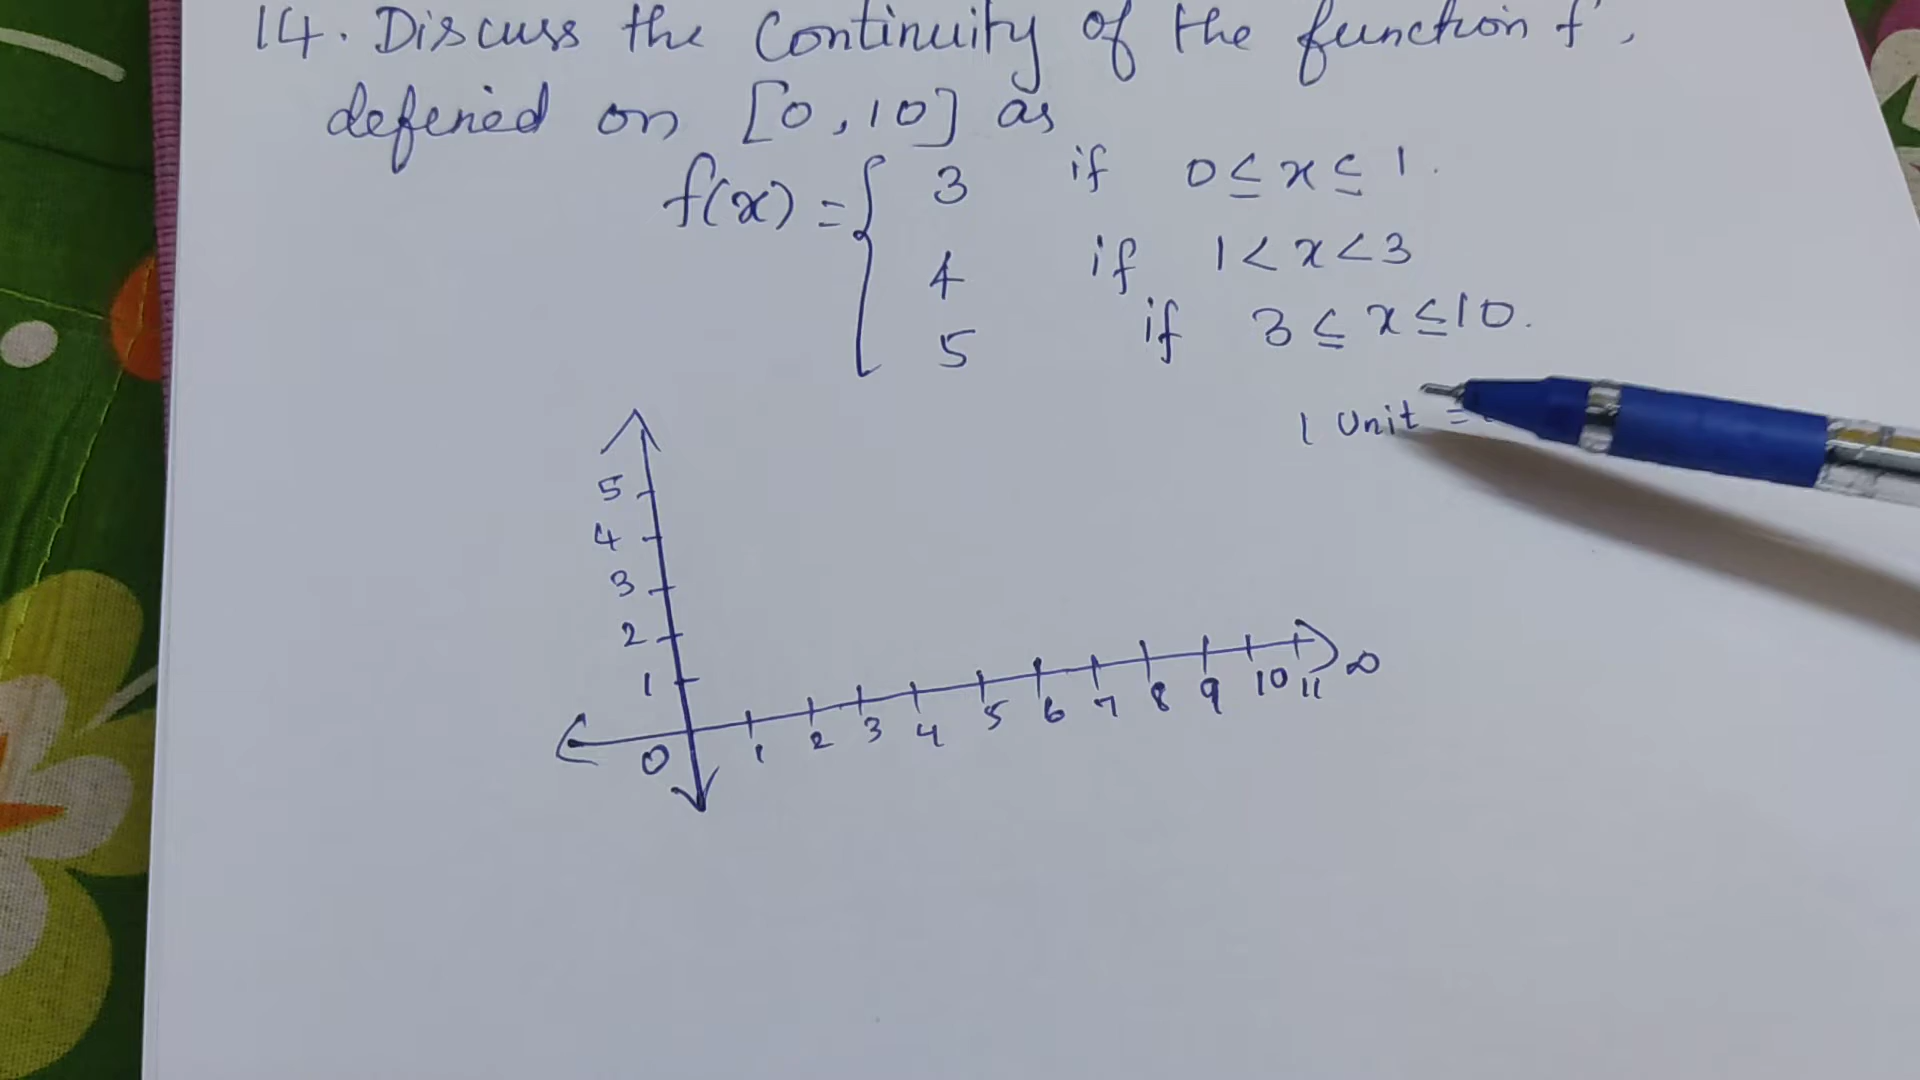 14. Discuss the Continuity of the function f',
defened on [0,10] as
f(x) = { 3 if 0 ≤ x ≤ 1.
4 if 1 < x < 3
5 if 3 ≤ x ≤ 10.
1 Unit =
5
4
3
2
1
0 1 2 3 4 5 6 7 8 9 10 11 ∞